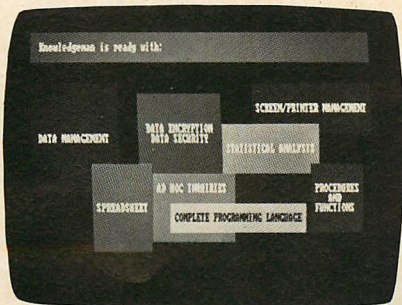 Knowledgeman is ready with:
SCREEN/PRINTER MANAGEMENT
DATA ENCRYPTION
DATA SECURITY
DATA MANAGEMENT
STATISTICAL ANALYSIS
AD HOC INQUIRIES
PROCEDURES
AND
FUNCTIONS
SPREADSHEET
COMPLETE PROGRAMMING LANGUAGE